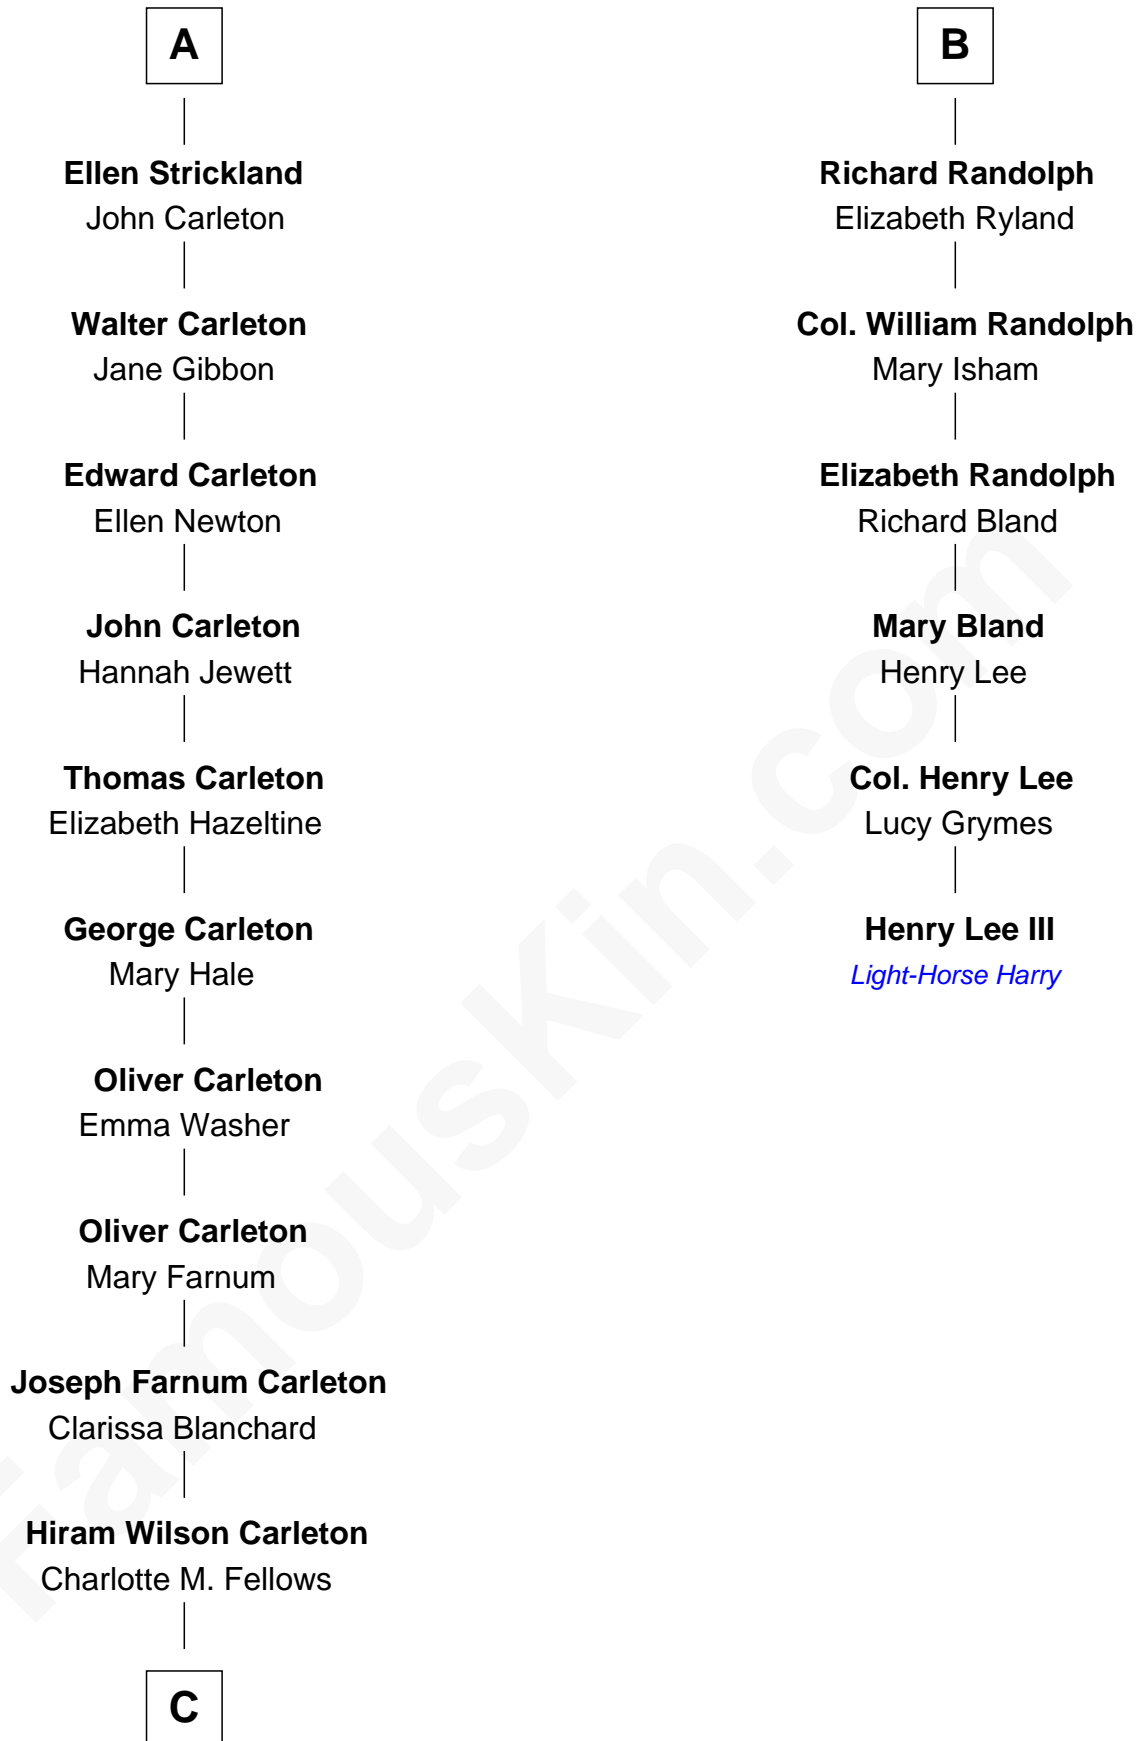 A
Ellen Strickland
John Carleton
Walter Carleton
Jane Gibbon
Edward Carleton
Ellen Newton
John Carleton
Hannah Jewett
Thomas Carleton
Elizabeth Hazeltine
George Carleton
Mary Hale
Oliver Carleton
Emma Washer
Oliver Carleton
Mary Farnum
Joseph Farnum Carleton
Clarissa Blanchard
Hiram Wilson Carleton
Charlotte M. Fellows
C
B
Richard Randolph
Elizabeth Ryland
Col. William Randolph
Mary Isham
Elizabeth Randolph
Richard Bland
Mary Bland
Henry Lee
Col. Henry Lee
Lucy Grymes
Henry Lee III
Light-Horse Harry
FamousKin.com